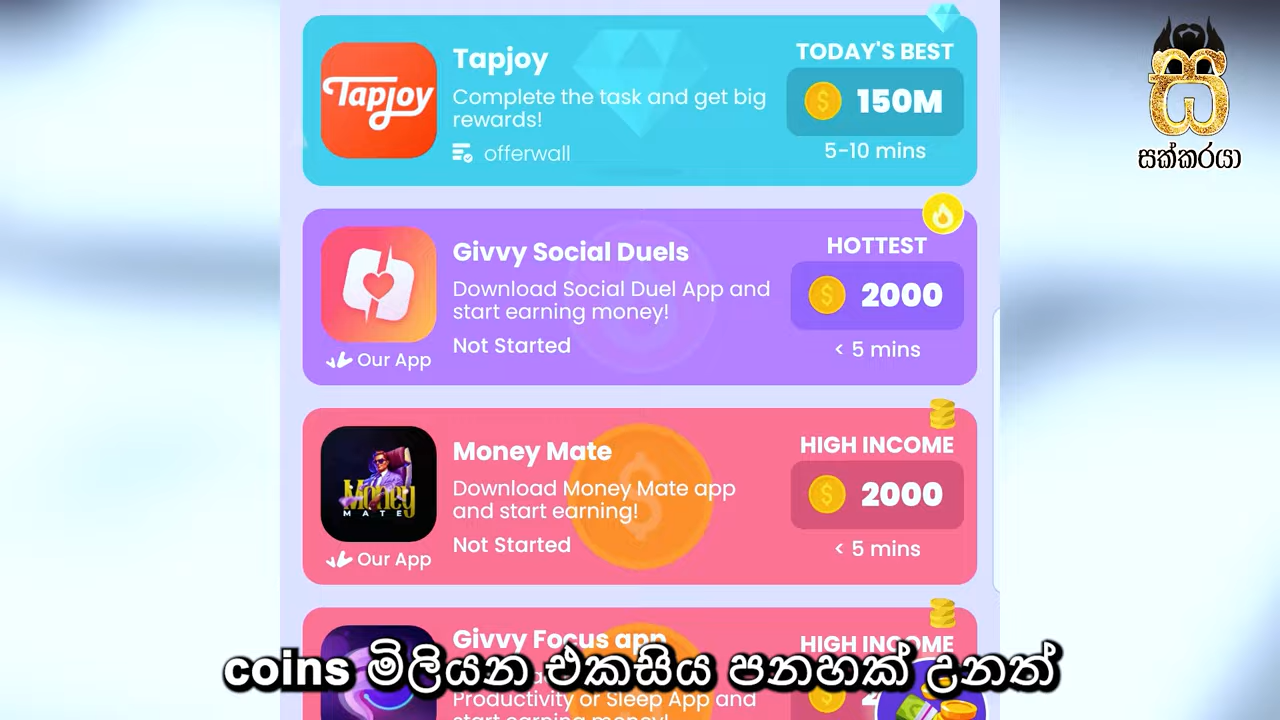 Tapjoy
TODAY'S BEST
Tapjoy
Complete the task and get big
rewards!
150M
offerwall
5-10 mins
සක්කරයා
Givvy Social Duels
HOTTEST
Download Social Duel App and
start earning money!
2000
Not Started
< 5 mins
Our App
Money Mate
HIGH INCOME
Money
MATE
Download Money Mate app
and start earning!
2000
Not Started
< 5 mins
Our App
Givvy Focus app
HIGH INCOME
coins මිලියන එකසිය පනහක් උනත්
Productivity or Sleep App and
start earning money!